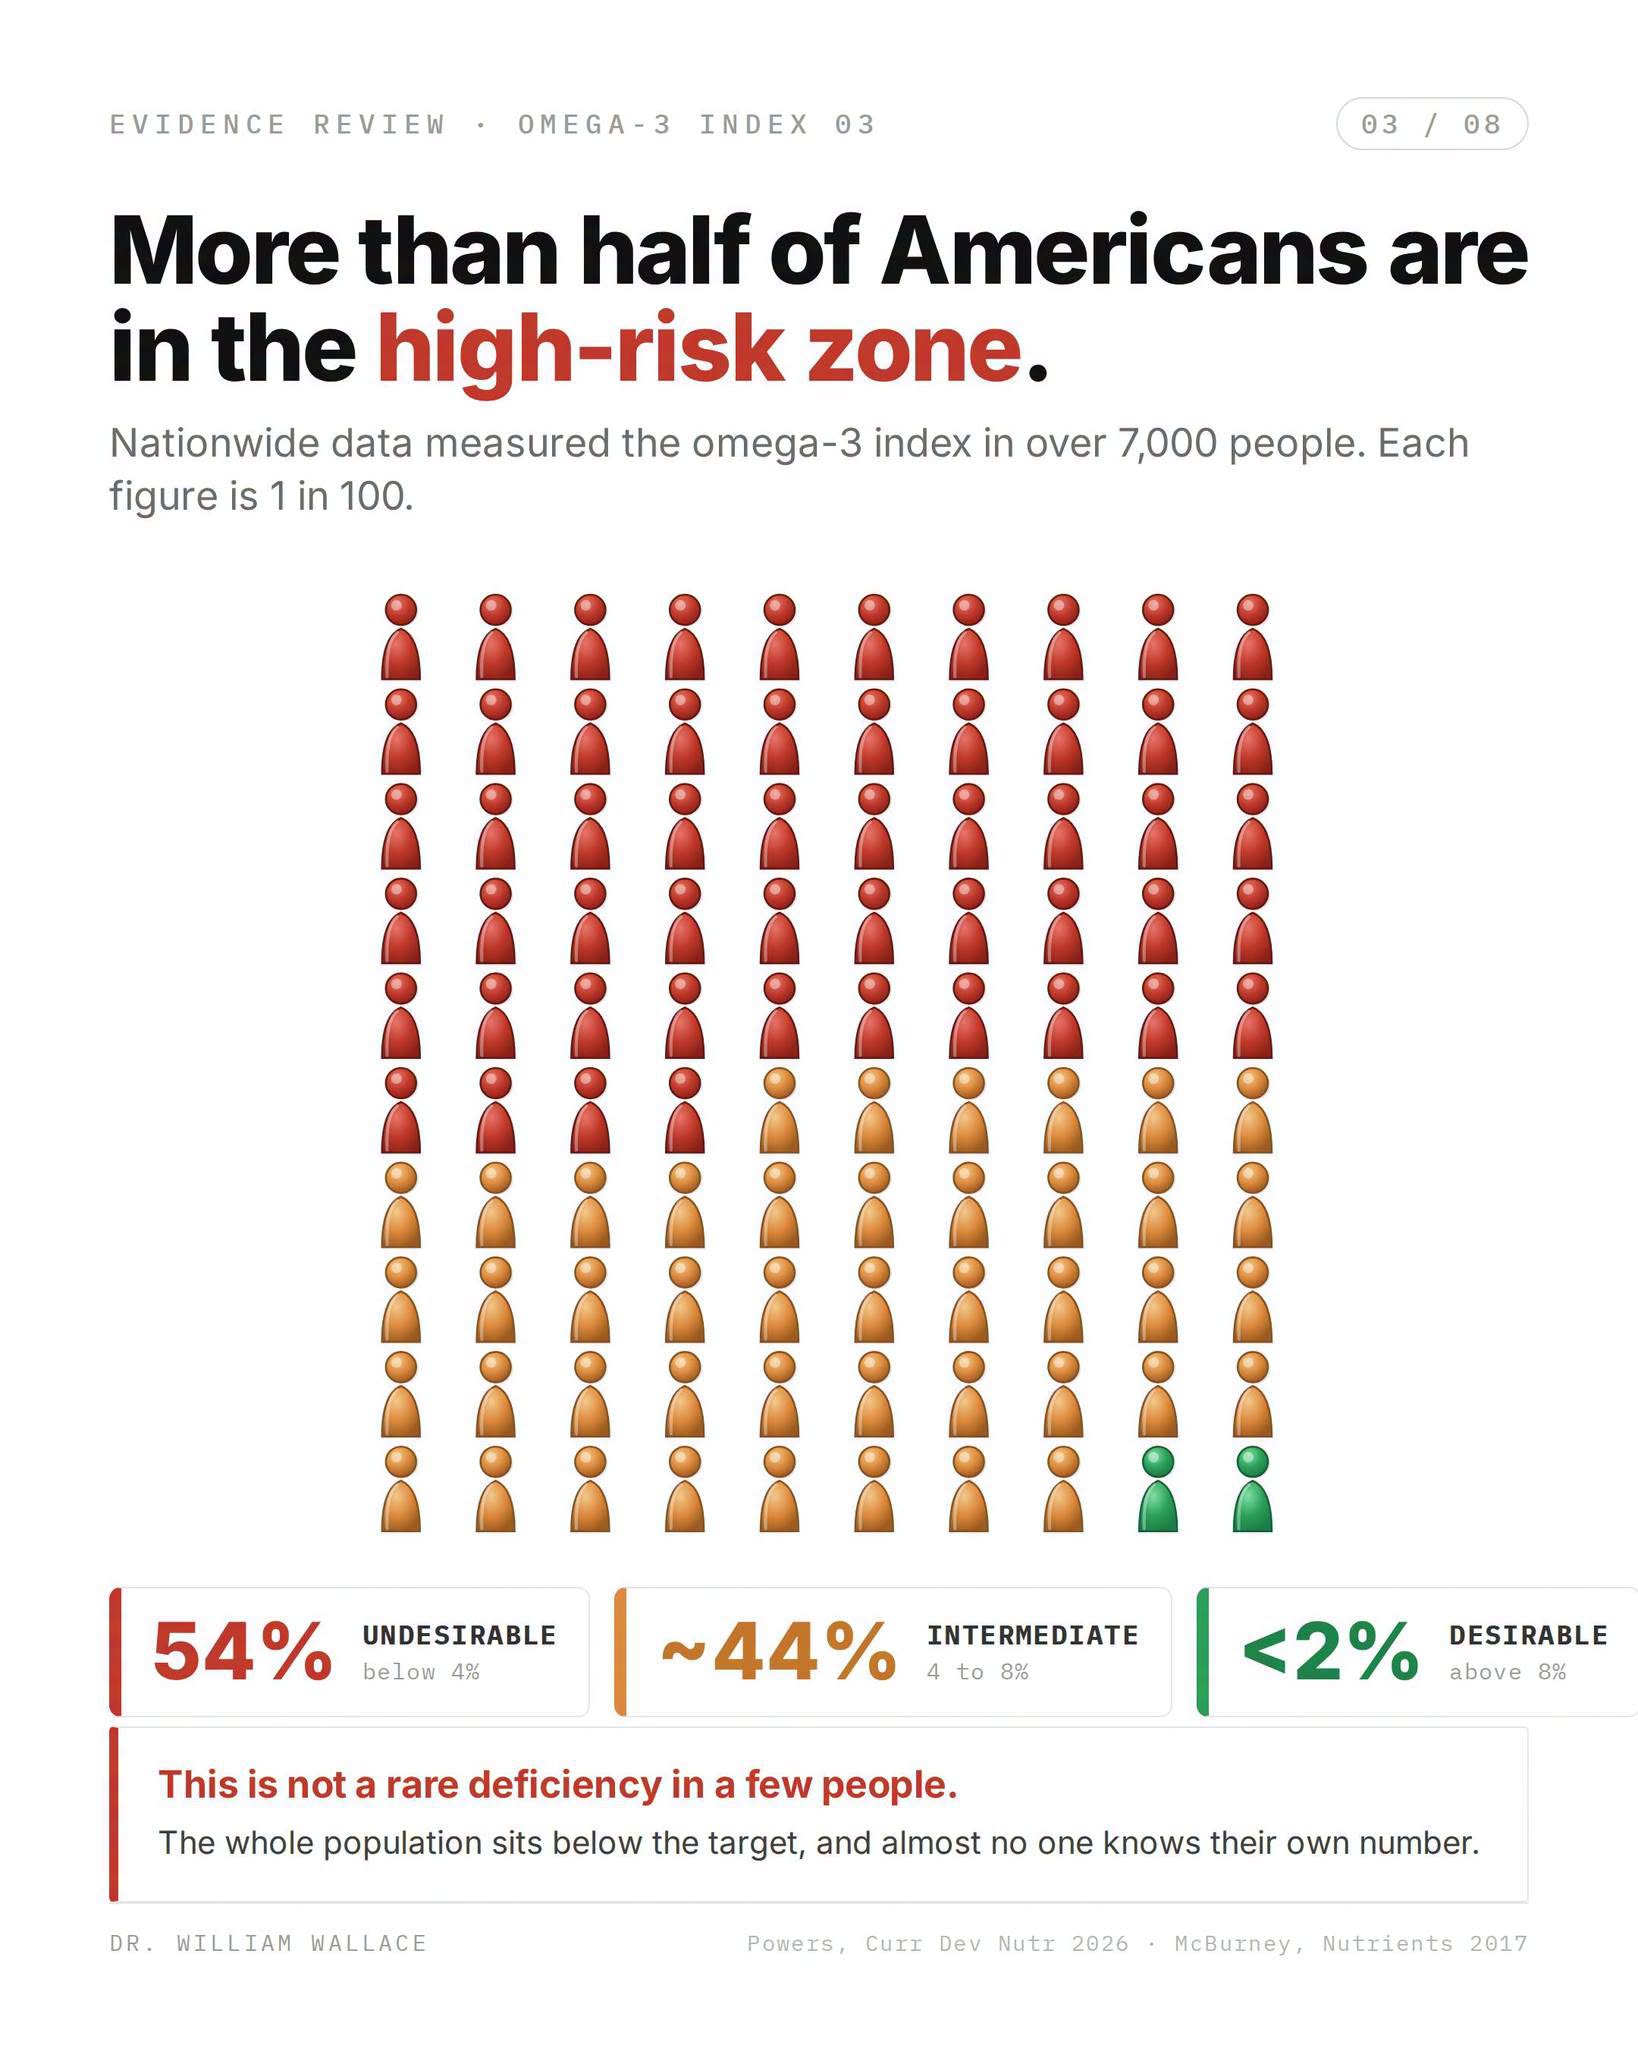 EVIDENCE REVIEW · OMEGA-3 INDEX 03
03 / 08
More than half of Americans are
in the high-risk zone.
Nationwide data measured the omega-3 index in over 7,000 people. Each
figure is 1 in 100.
54%
UNDESIRABLE
below 4%
~44%
INTERMEDIATE
4 to 8%
<2%
DESIRABLE
above 8%
This is not a rare deficiency in a few people.
The whole population sits below the target, and almost no one knows their own number.
DR. WILLIAM WALLACE
Powers, Curr Dev Nutr 2026 · McBurney, Nutrients 2017